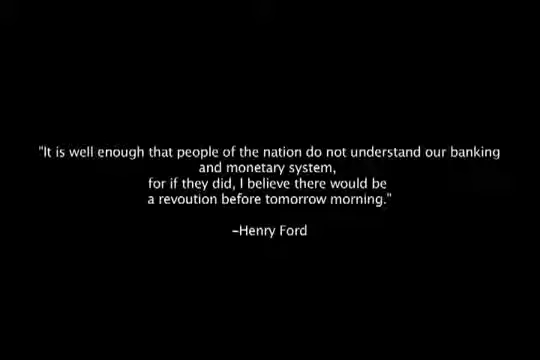 "It is well enough that people of the nation do not understand our banking
and monetary system,
for if they did, I believe there would be
a revoution before tomorrow morning."
~Henry Ford